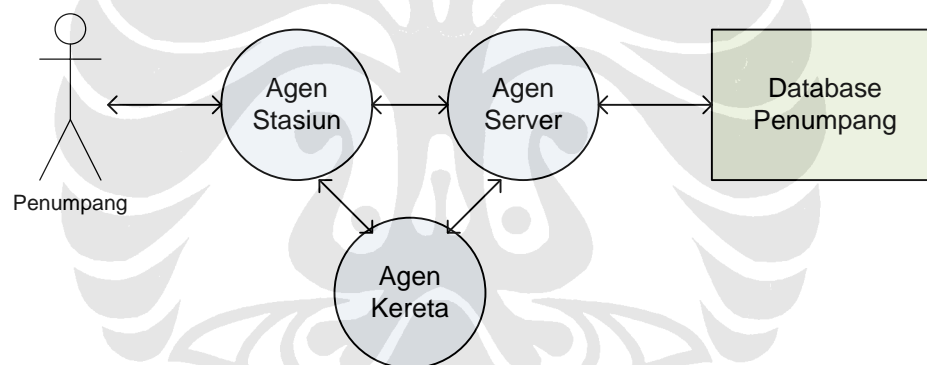 Agen
Stasiun
Agen
Server
Database
Penumpang
Penumpang
Agen
Kereta